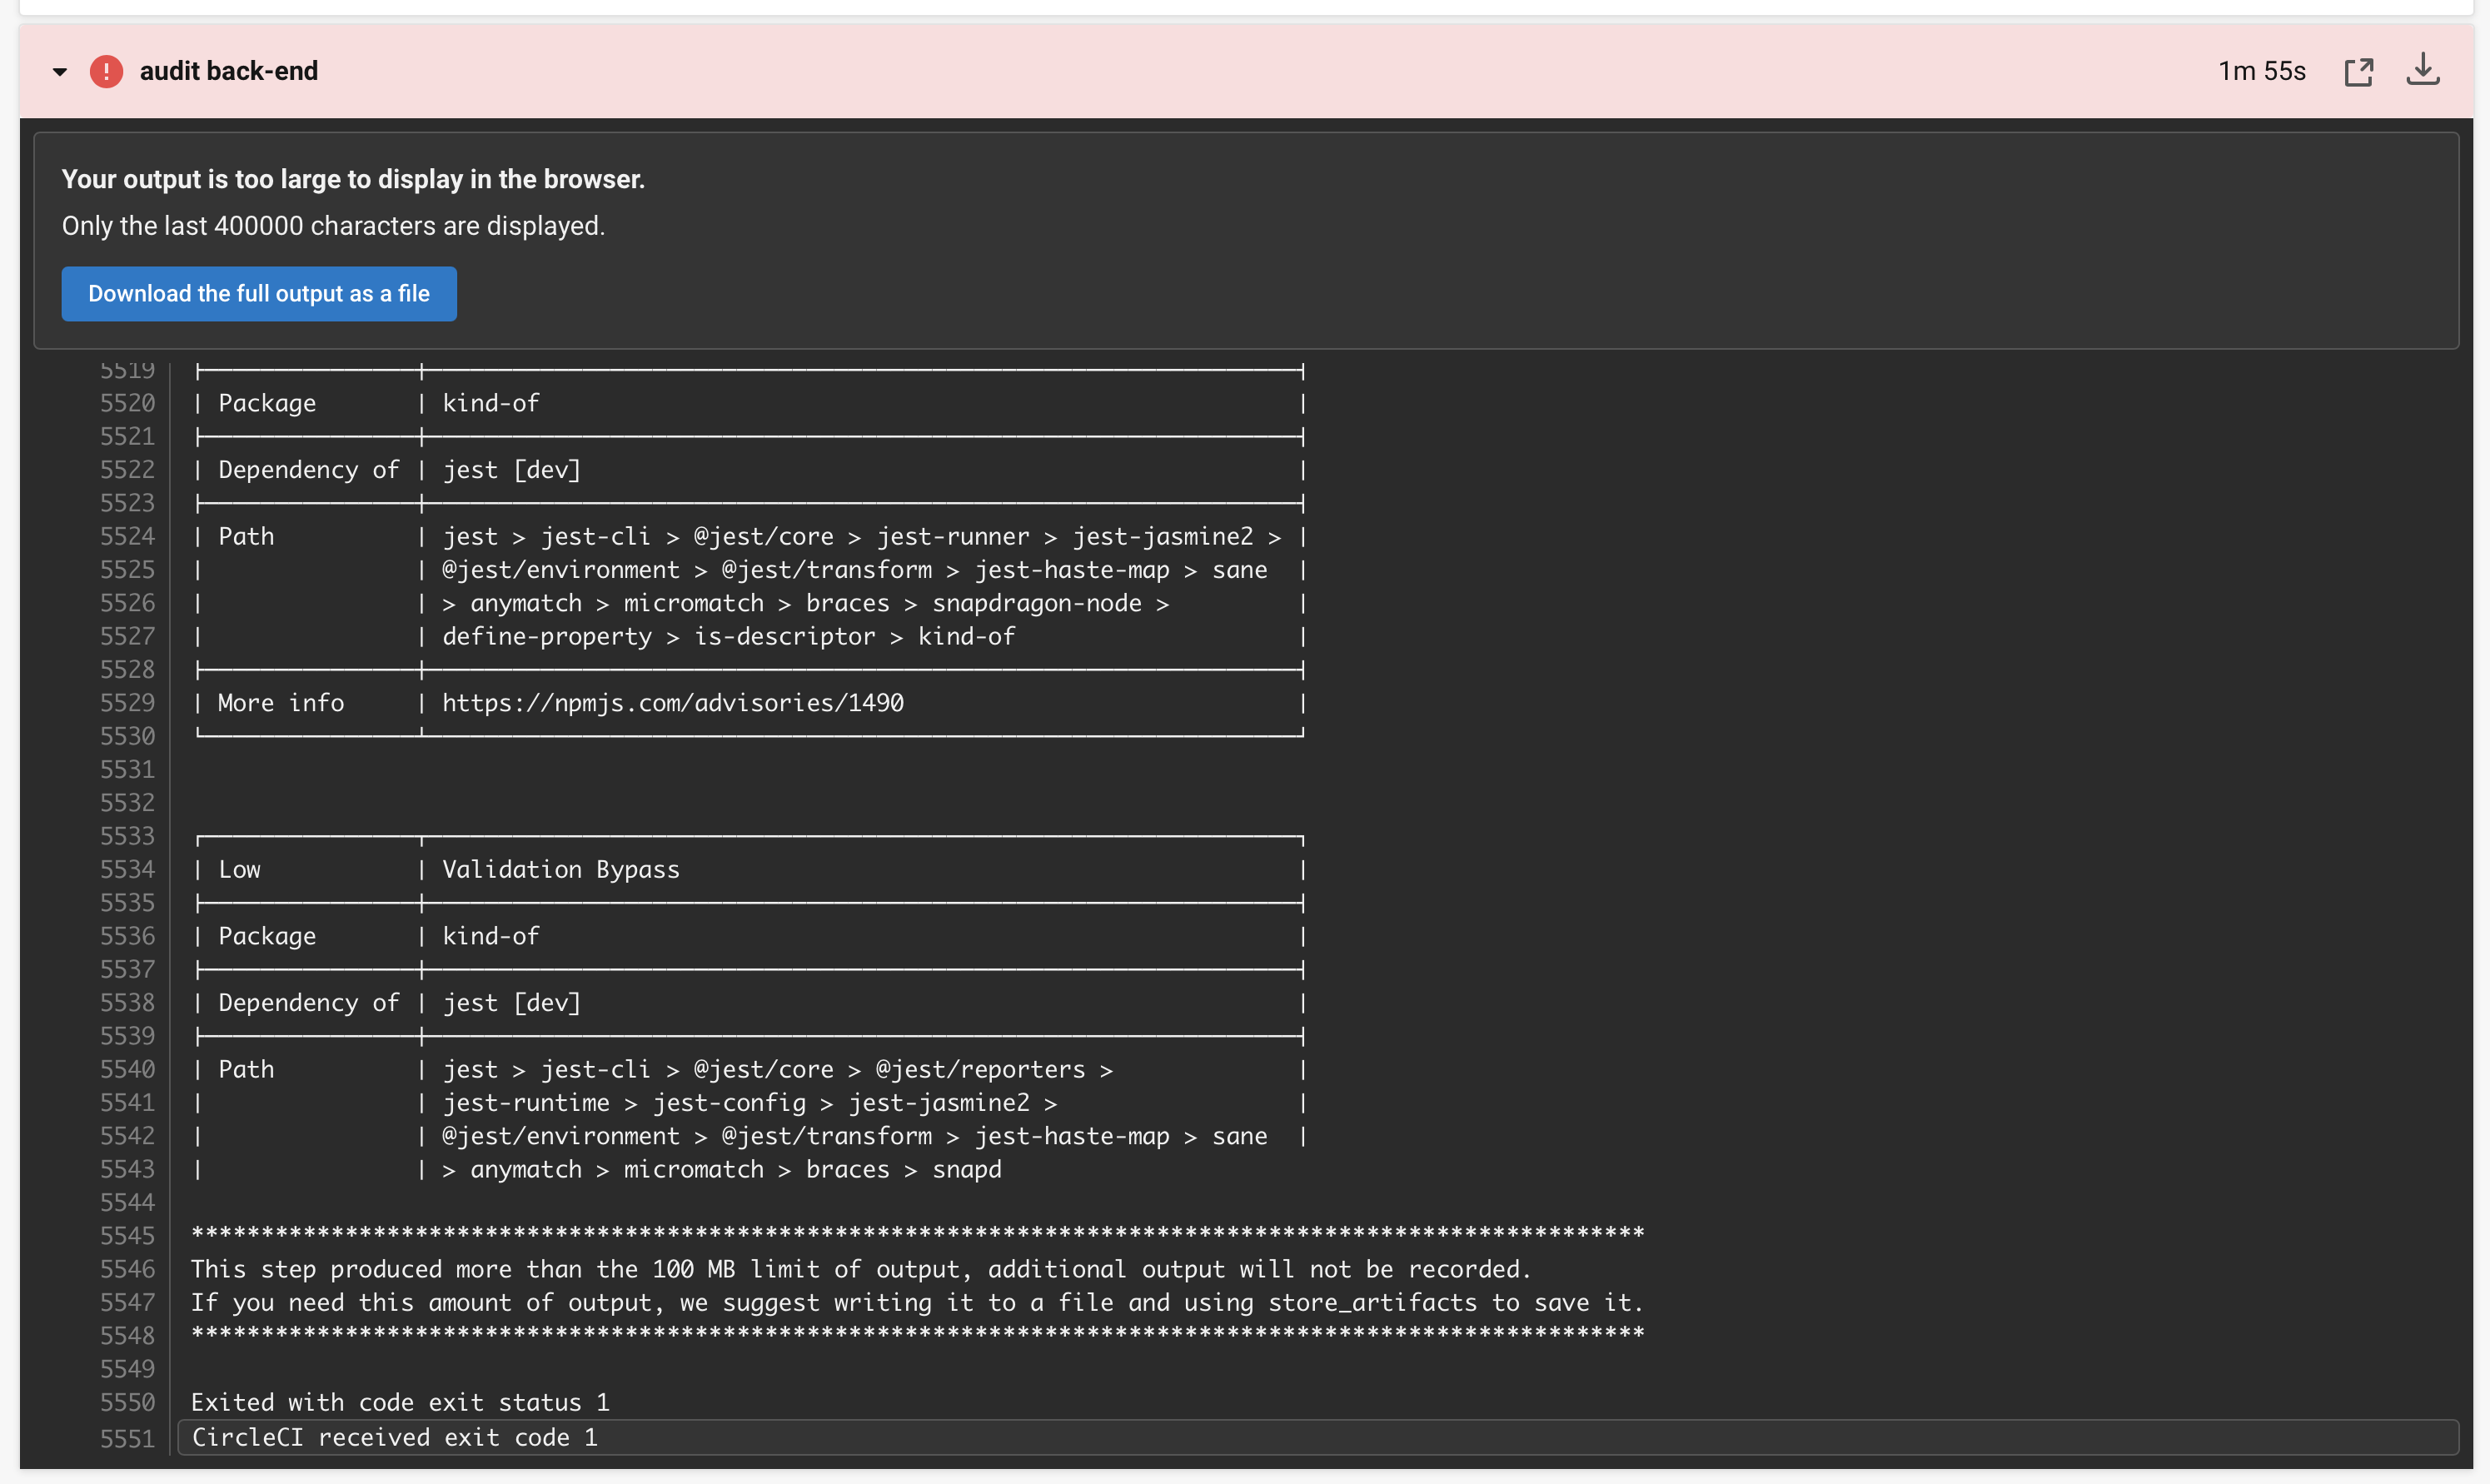 audit back-end 1m 55s
Your output is too large to display in the browser.
Only the last 400000 characters are displayed.
Download the full output as a file
5519
5520 | Package | kind-of |
5521
5522 | Dependency of | jest [dev] |
5523
5524 | Path | jest > jest-cli > @jest/core > jest-runner > jest-jasmine2 > |
5525 | | @jest/environment > @jest/transform > jest-haste-map > sane |
5526 | | > anymatch > micromatch > braces > snapdragon-node > |
5527 | | define-property > is-descriptor > kind-of |
5528
5529 | More info | https://npmjs.com/advisories/1490 |
5530
5531
5532
5533
5534 | Low | Validation Bypass |
5535
5536 | Package | kind-of |
5537
5538 | Dependency of | jest [dev] |
5539
5540 | Path | jest > jest-cli > @jest/core > @jest/reporters > |
5541 | | jest-runtime > jest-config > jest-jasmine2 > |
5542 | | @jest/environment > @jest/transform > jest-haste-map > sane |
5543 | | > anymatch > micromatch > braces > snapd
5544
5545 ********************************************************************************************************
5546 This step produced more than the 100 MB limit of output, additional output will not be recorded.
5547 If you need this amount of output, we suggest writing it to a file and using store_artifacts to save it.
5548 ********************************************************************************************************
5549
5550 Exited with code exit status 1
5551 CircleCI received exit code 1